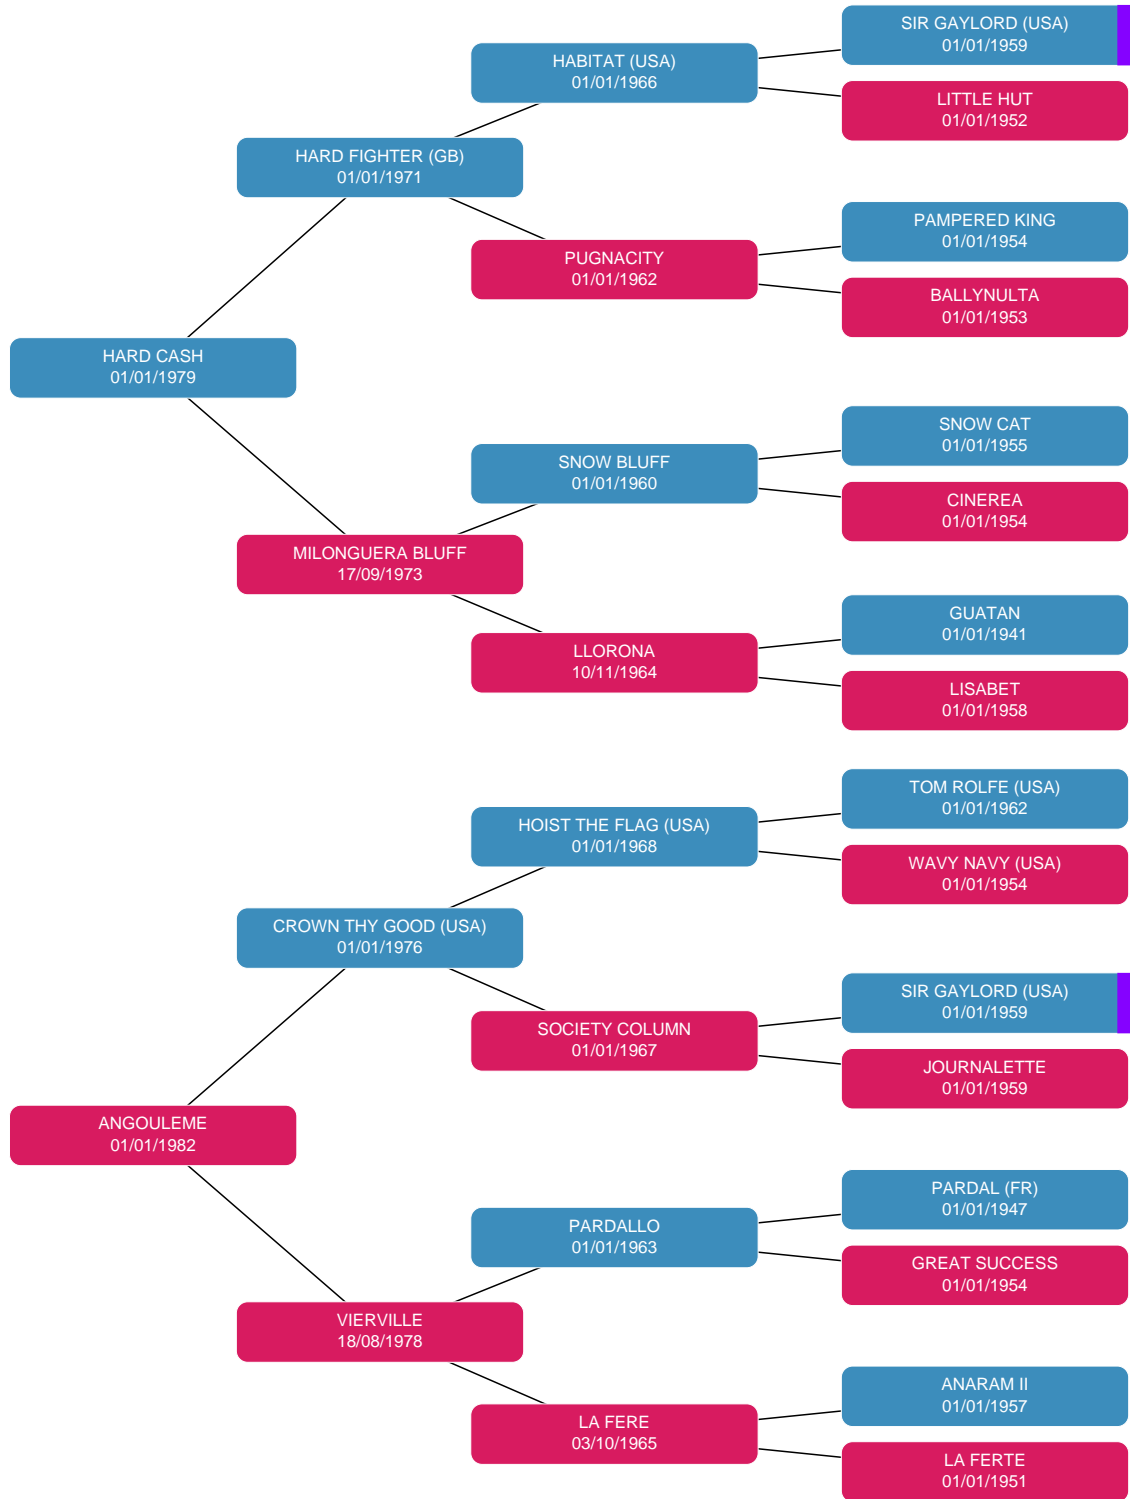 SIR GAYLORD (USA)
01/01/1959
HABITAT (USA)
01/01/1966
LITTLE HUT
01/01/1952
HARD FIGHTER (GB)
01/01/1971
PAMPERED KING
01/01/1954
PUGNACITY
01/01/1962
BALLYNULTA
01/01/1953
HARD CASH
01/01/1979
SNOW CAT
01/01/1955
SNOW BLUFF
01/01/1960
CINEREA
01/01/1954
MILONGUERA BLUFF
17/09/1973
GUATAN
01/01/1941
LLORONA
10/11/1964
LISABET
01/01/1958
TOM ROLFE (USA)
01/01/1962
HOIST THE FLAG (USA)
01/01/1968
WAVY NAVY (USA)
01/01/1954
CROWN THY GOOD (USA)
01/01/1976
SIR GAYLORD (USA)
01/01/1959
SOCIETY COLUMN
01/01/1967
JOURNALETTE
01/01/1959
ANGOULEME
01/01/1982
PARDAL (FR)
01/01/1947
PARDALLO
01/01/1963
GREAT SUCCESS
01/01/1954
VIERVILLE
18/08/1978
ANARAM II
01/01/1957
LA FERE
03/10/1965
LA FERTE
01/01/1951